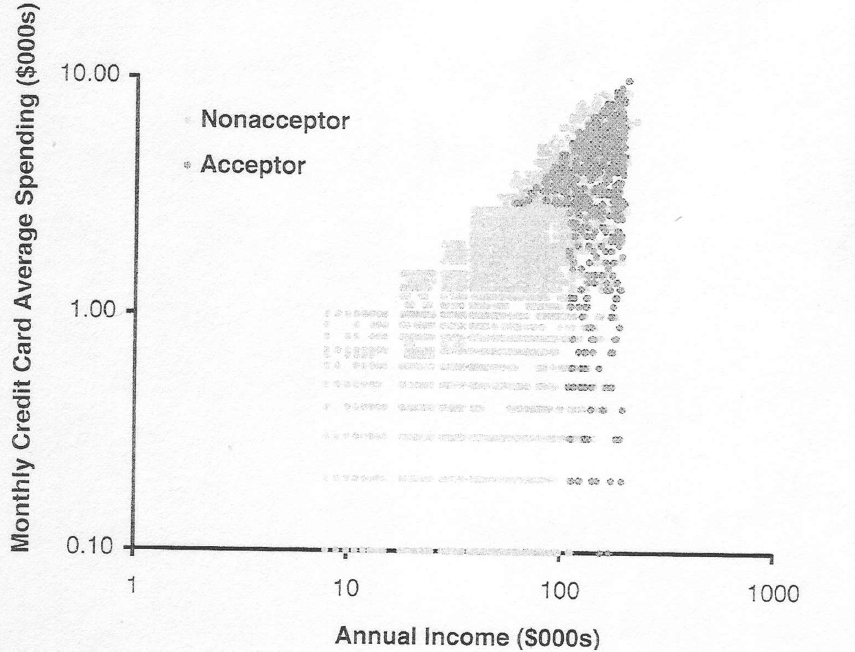 Monthly Credit Card Average Spending ($000s)
10.00
1.00
0.10
Nonacceptor
Acceptor
1
10
100
1000
Annual Income ($000s)